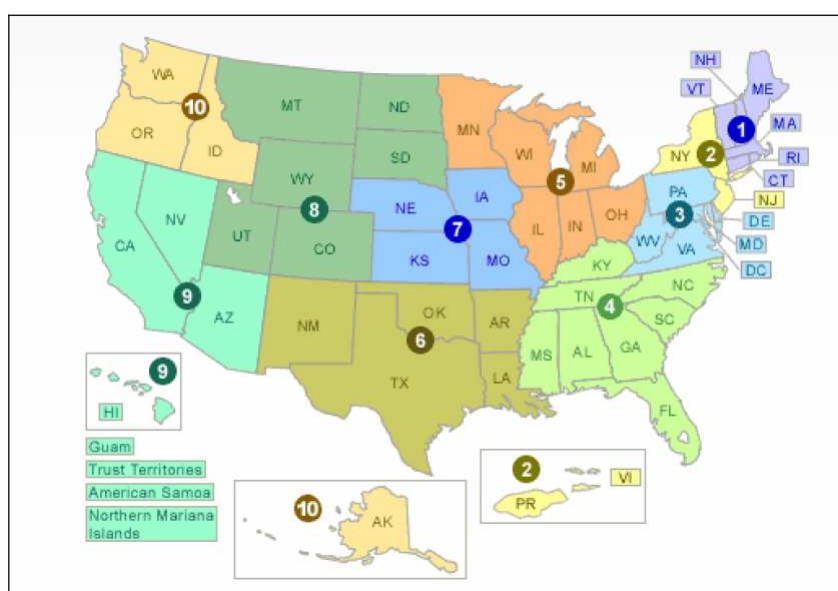 NH
WA
VT
ME
MT
ND
10
MN
1
MA
OR
ID
WI
NY
2
RI
SD
MI
CT
WY
5
PA
NJ
NV
8
NE
IA
3
DE
CA
UT
CO
7
IL
IN
OH
WV
VA
MD
KS
MO
KY
DC
9
TN
NC
AZ
NM
OK
AR
4
SC
6
MS
AL
GA
TX
LA
9
FL
HI
Guam
Trust Territories
American Samoa
Northern Mariana
Islands
10
AK
2
VI
PR